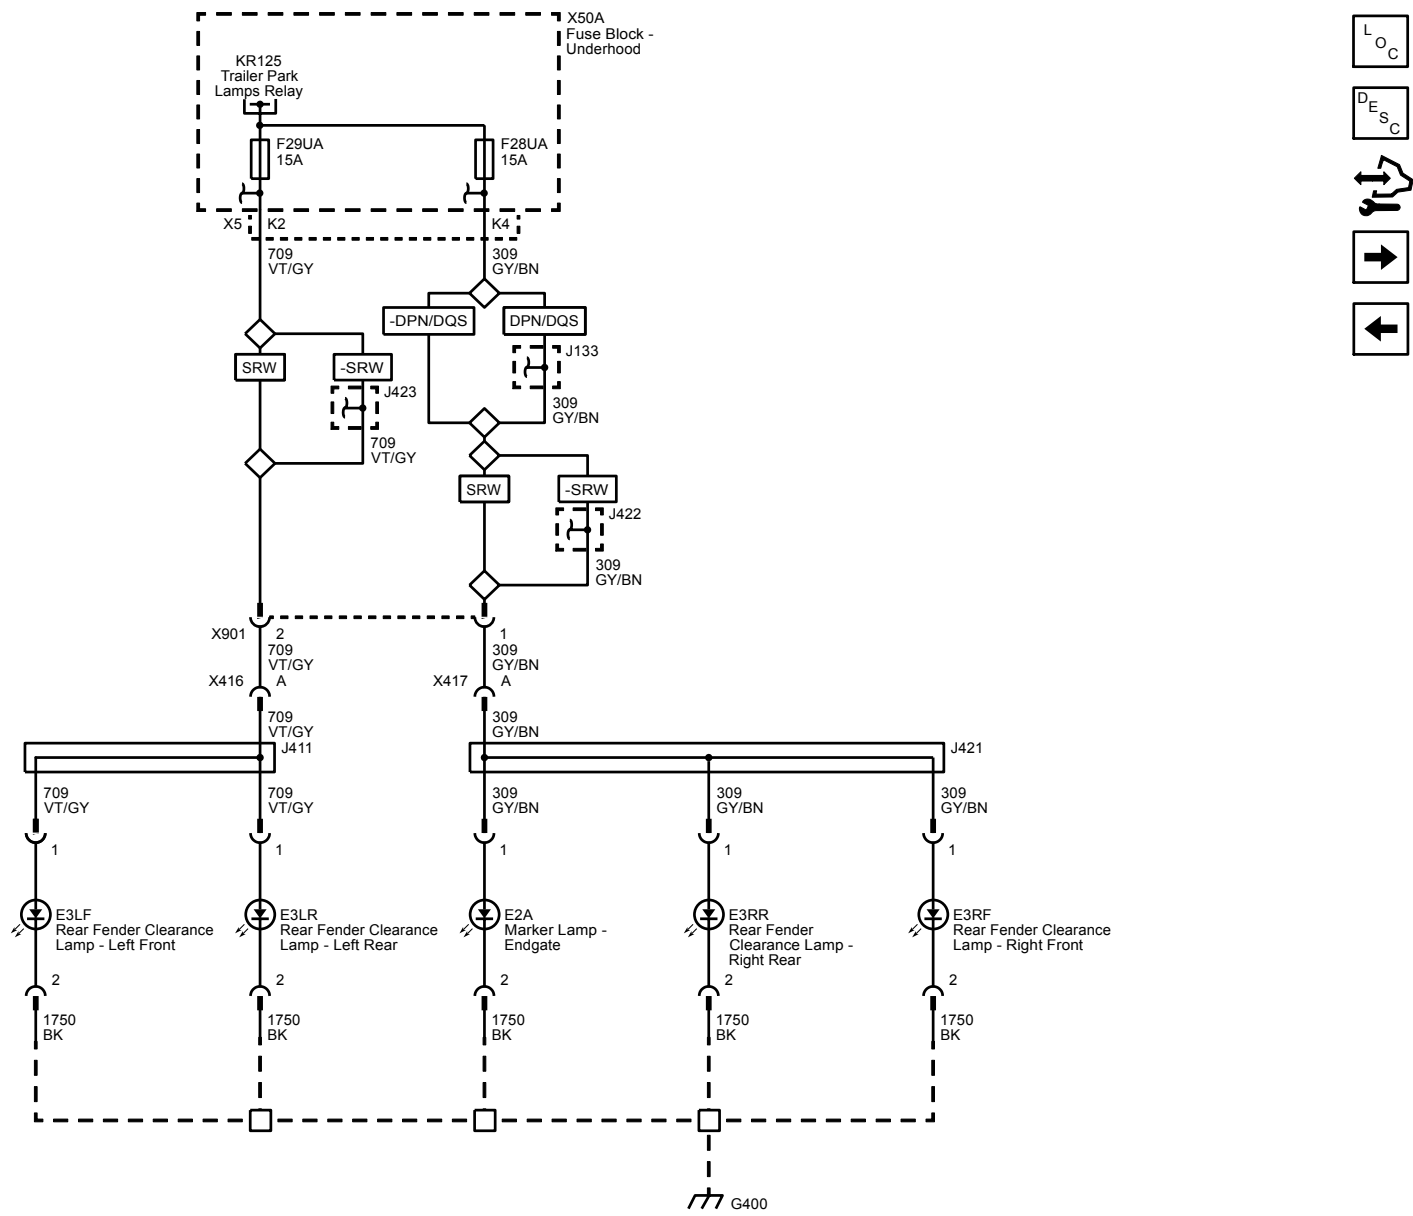 X50A
Fuse Block -
Underhood
L
O
C
KR125
Trailer Park
Lamps Relay
D
E
S
C
F29UA
15A
F28UA
15A
X5
K2
K4
709
VT/GY
309
GY/BN
-DPN/DQS
DPN/DQS
J133
SRW
-SRW
J423
309
GY/BN
709
VT/GY
SRW
-SRW
J422
309
GY/BN
X901
2
1
709
VT/GY
309
GY/BN
X416
A
X417
A
709
VT/GY
309
GY/BN
J411
J421
709
VT/GY
709
VT/GY
309
GY/BN
309
GY/BN
309
GY/BN
1
1
1
1
1
E3LF
Rear Fender Clearance
Lamp - Left Front
E3LR
Rear Fender Clearance
Lamp - Left Rear
E2A
Marker Lamp -
Endgate
E3RR
Rear Fender
Clearance Lamp -
Right Rear
E3RF
Rear Fender Clearance
Lamp - Right Front
2
2
2
2
2
1750
BK
1750
BK
1750
BK
1750
BK
1750
BK
G400